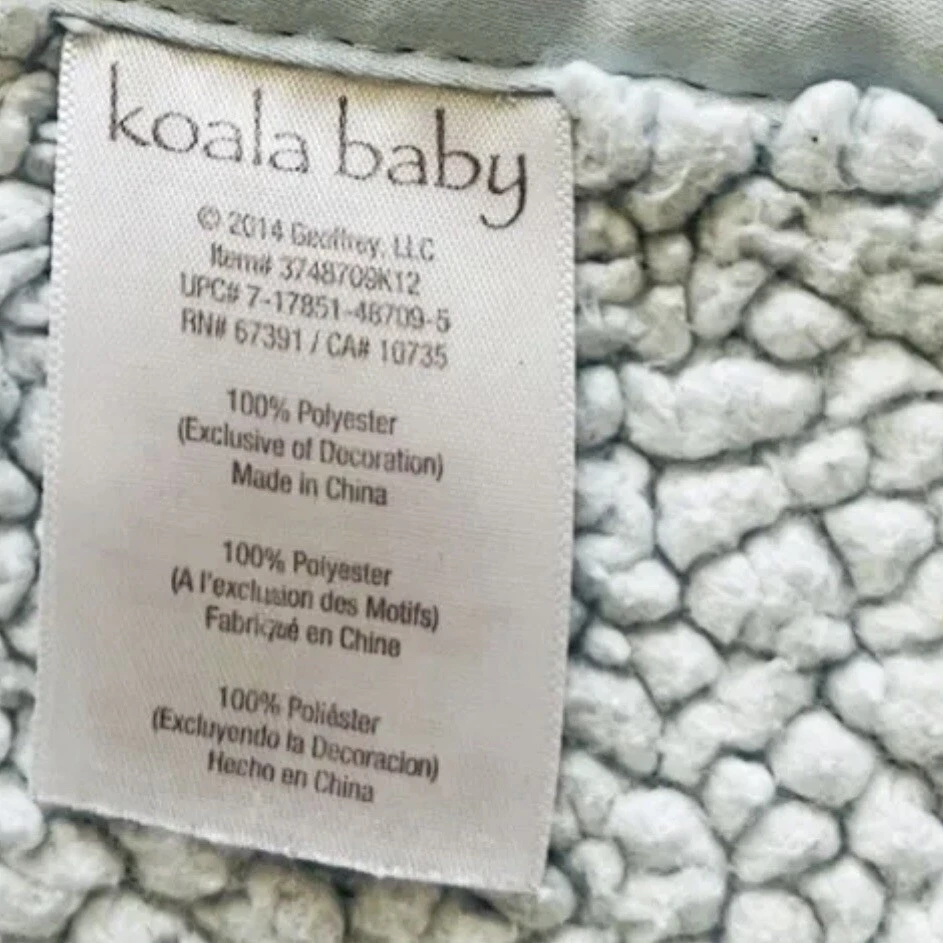 koala baby
© 2014 Geoffrey, LLC
Item# 3748709K12
UPC# 7-17851-48709-5
RN# 67391 / CA# 10735
100% Polyester
(Exclusive of Decoration)
Made in China
100% Polyester
(A l'exclusion des Motifs)
Fabriqué en Chine
100% Poliéster
(Excluyendo la Decoracion)
Hecho en China